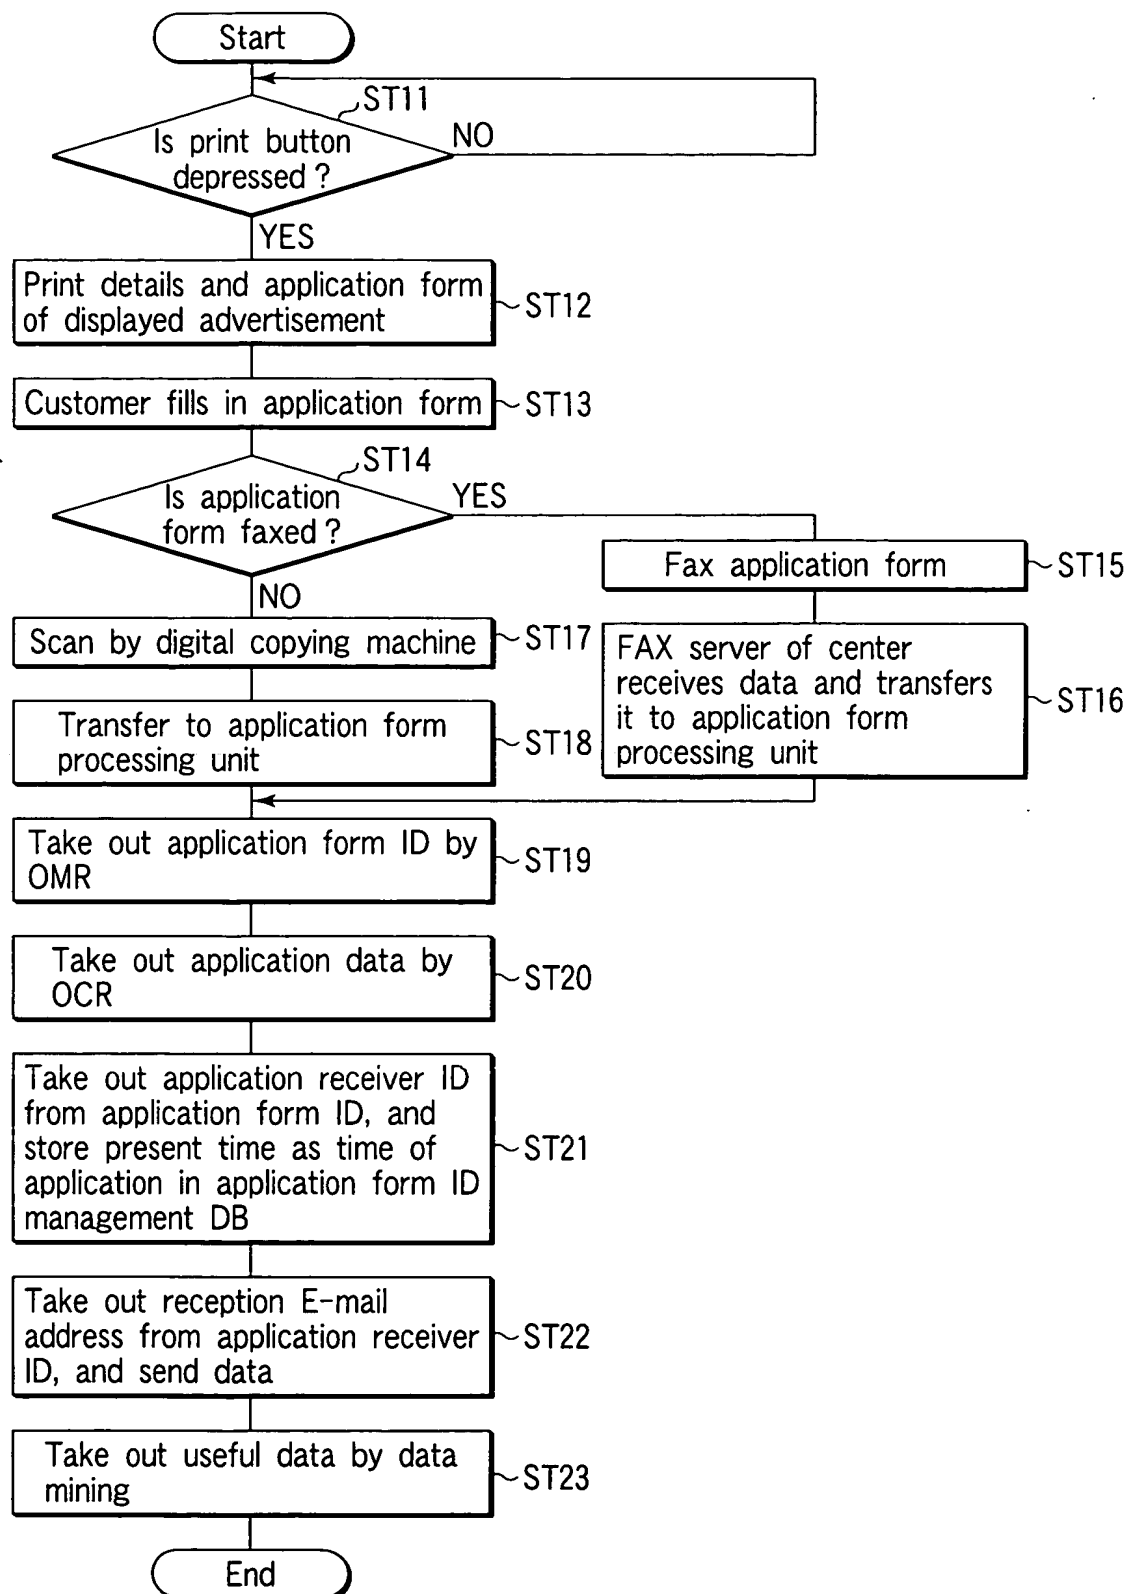 Start
ST11
Is print button
depressed?
NO
YES
Print details and application form
of displayed advertisement
ST12
Customer fills in application form
ST13
ST14
Is application
form faxed?
YES
NO
Fax application form
ST15
Scan by digital copying machine
ST17
FAX server of center
receives data and transfers
it to application form
processing unit
ST16
Transfer to application form
processing unit
ST18
Take out application form ID by
OMR
ST19
Take out application data by
OCR
ST20
Take out application receiver ID
from application form ID, and
store present time as time of
application in application form ID
management DB
ST21
Take out reception E-mail
address from application receiver
ID, and send data
ST22
Take out useful data by data
mining
ST23
End